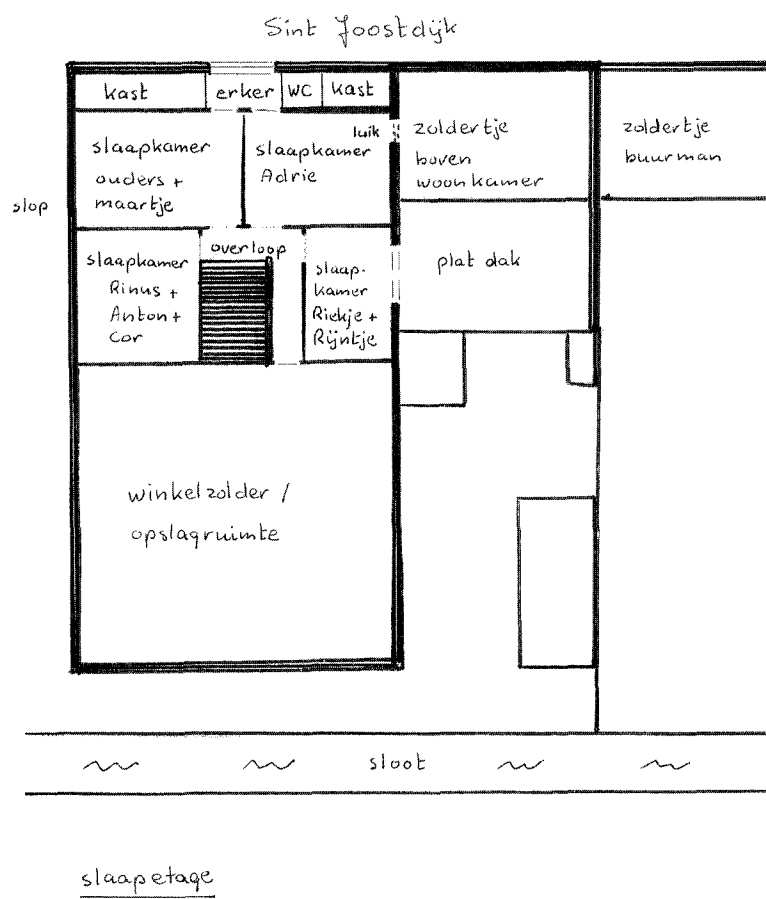 Sint Joostdijk
kast
erker
WC
kast
luik
slaapkamer
ouders +
maartje
slaapkamer
Adrie
zoldertje
boven
woonkamer
zoldertje
buurman
slop
overloop
slaapkamer
Rinus +
Anton +
Cor
slaap-
kamer
Riekje +
Rijntje
plat dak
winkelzolder /
opslagruimte
sloot
slaapetage